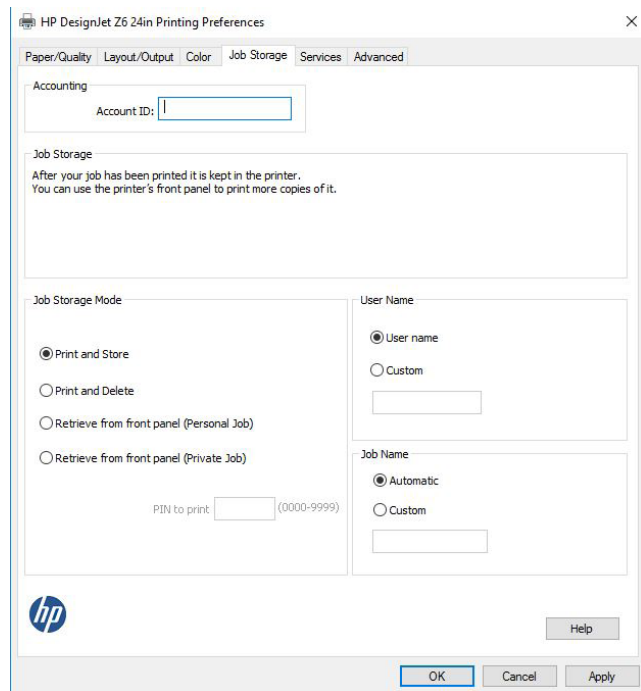 HP DesignJet Z6 24in Printing Preferences
Paper/Quality Layout/Output Color Job Storage Services Advanced
Accounting
Account ID:
Job Storage
After your job has been printed it is kept in the printer.
You can use the printer's front panel to print more copies of it.
Job Storage Mode
Print and Store
Print and Delete
Retrieve from front panel (Personal Job)
Retrieve from front panel (Private Job)
PIN to print (0000-9999)
User Name
User name
Custom
Job Name
Automatic
Custom
hp
Help
OK Cancel Apply